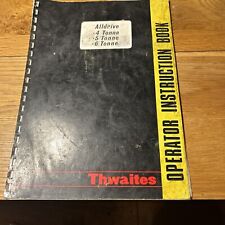 Alldrive
-4 Tonne
-5 Tonne
-6 Tonne.
Thwaites
OPERATOR INSTRUCTION BOOK